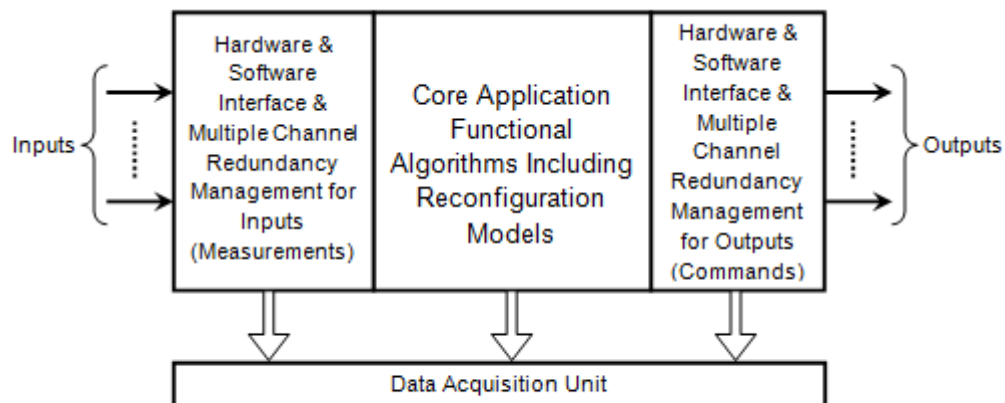 Inputs
Hardware &
Software
Interface &
Multiple Channel
Redundancy
Management for
Inputs
(Measurements)
Core Application
Functional
Algorithms Including
Reconfiguration
Models
Hardware &
Software
Interface &
Multiple
Channel
Redundancy
Management
for Outputs
(Commands)
Outputs
Data Acquisition Unit